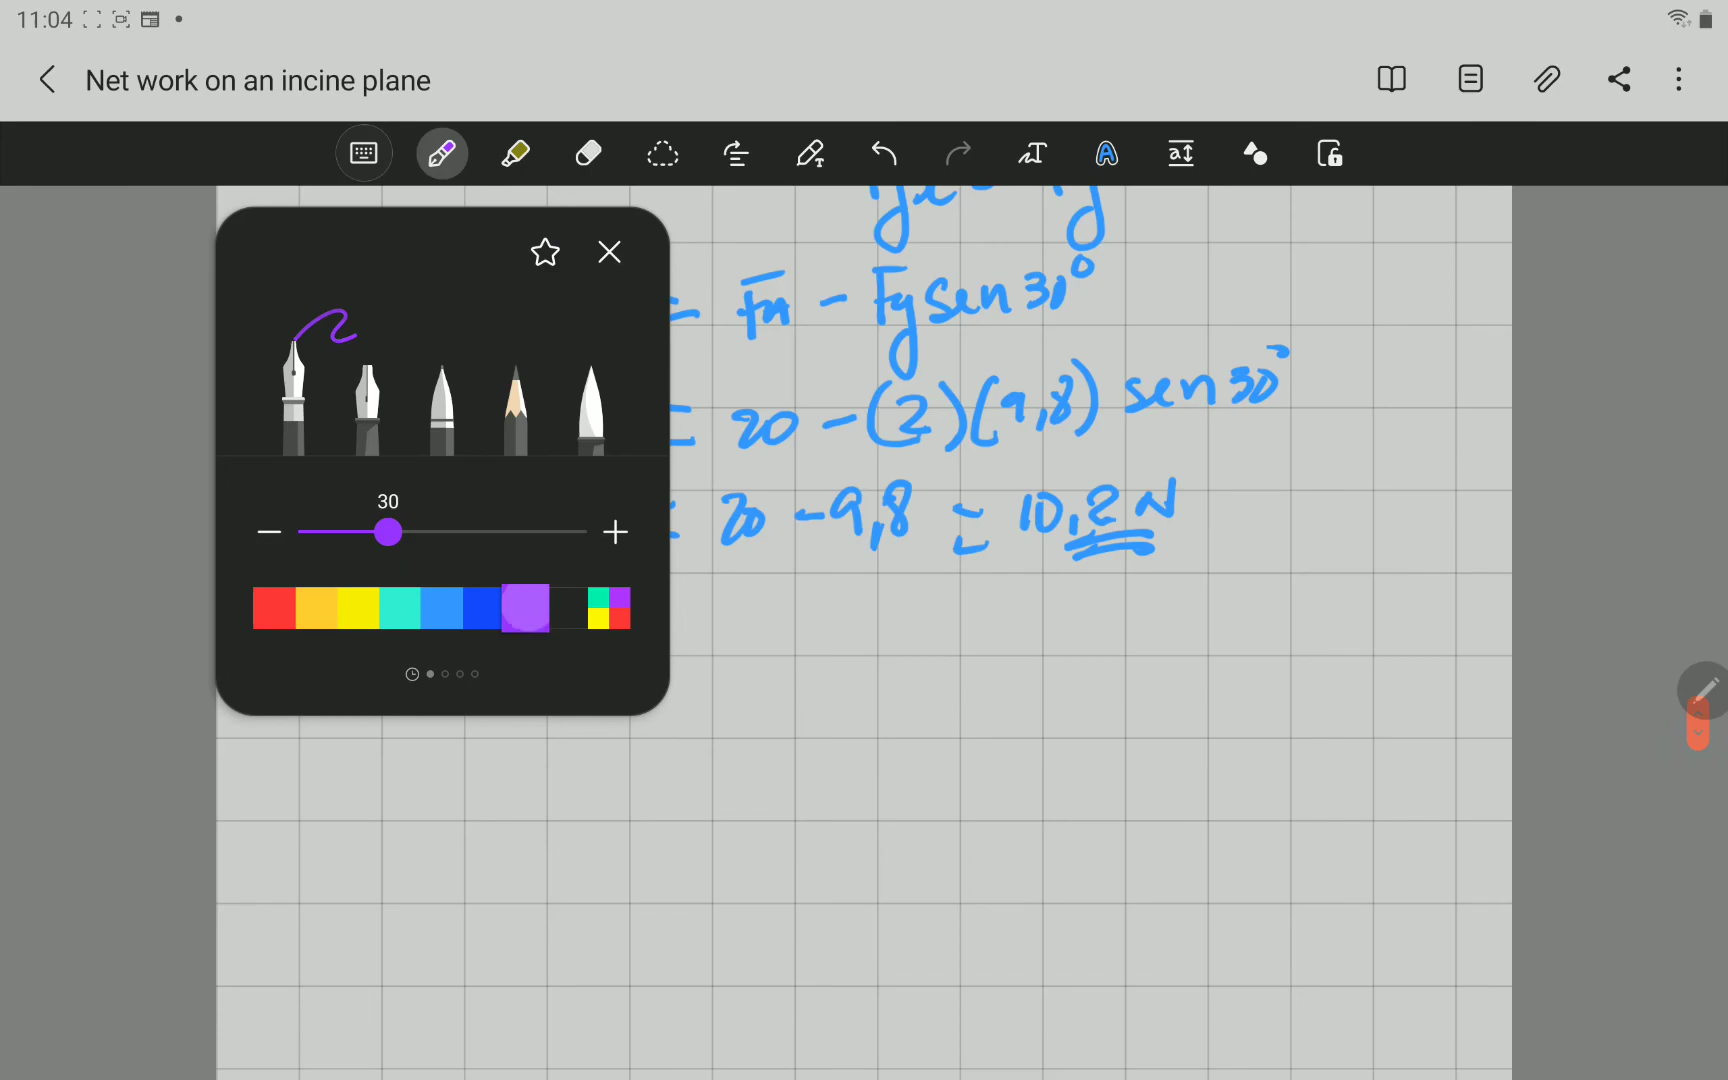 11:04
Net work on an incine plane
= Fn - Fg sen 30°
= 20 - (2)(9,8) sen 30°
30
= 20 - 9,8 = 10,2 N